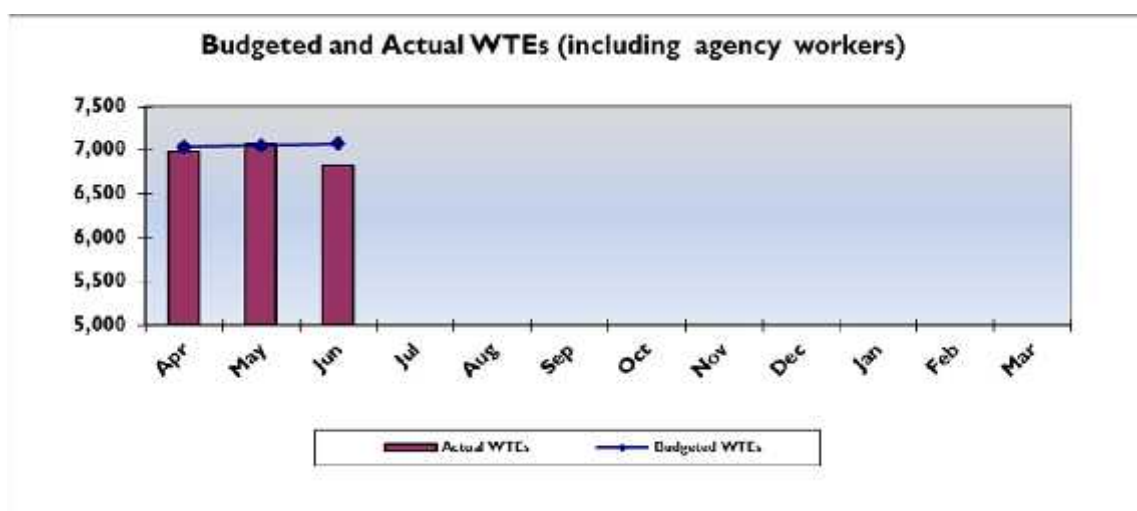 Budgeted and Actual WTEs (including agency workers)
7,500
7,000
6,500
6,000
5,500
5,000
Apr May Jun Jul Aug Sep Oct Nov Dec Jan Feb Mar
Actual WTEs Budgeted WTEs